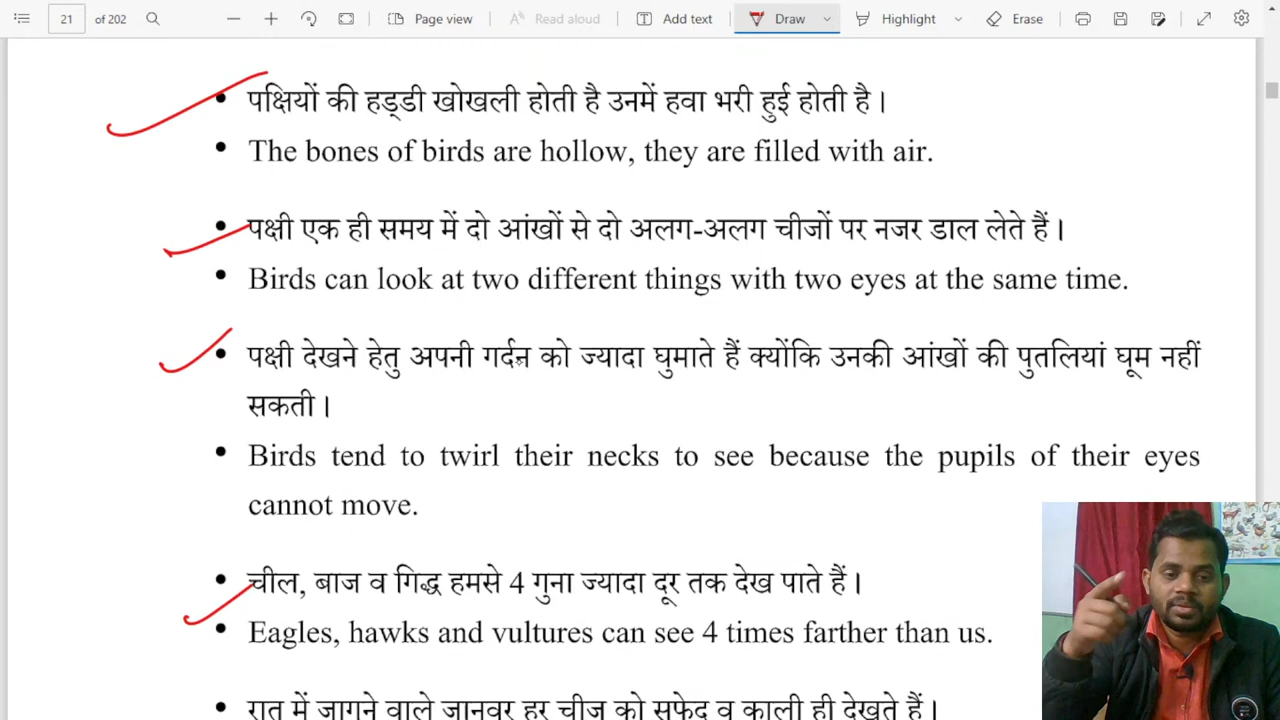 21 of 202 Page view Read aloud Add text Draw Highlight Erase
• पक्षियों की हड्डी खोखली होती है उनमें हवा भरी हुई होती है।
• The bones of birds are hollow, they are filled with air.
• पक्षी एक ही समय में दो आंखों से दो अलग-अलग चीजों पर नजर डाल लेते हैं।
• Birds can look at two different things with two eyes at the same time.
• पक्षी देखने हेतु अपनी गर्दन को ज्यादा घुमाते हैं क्योंकि उनकी आंखों की पुतलियां घूम नहीं
सकती।
• Birds tend to twirl their necks to see because the pupils of their eyes
cannot move.
• चील, बाज व गिद्ध हमसे 4 गुना ज्यादा दूर तक देख पाते हैं।
• Eagles, hawks and vultures can see 4 times farther than us.
• रात में जागने वाले जानवर हर चीज को सफेद व काली ही देखते हैं।